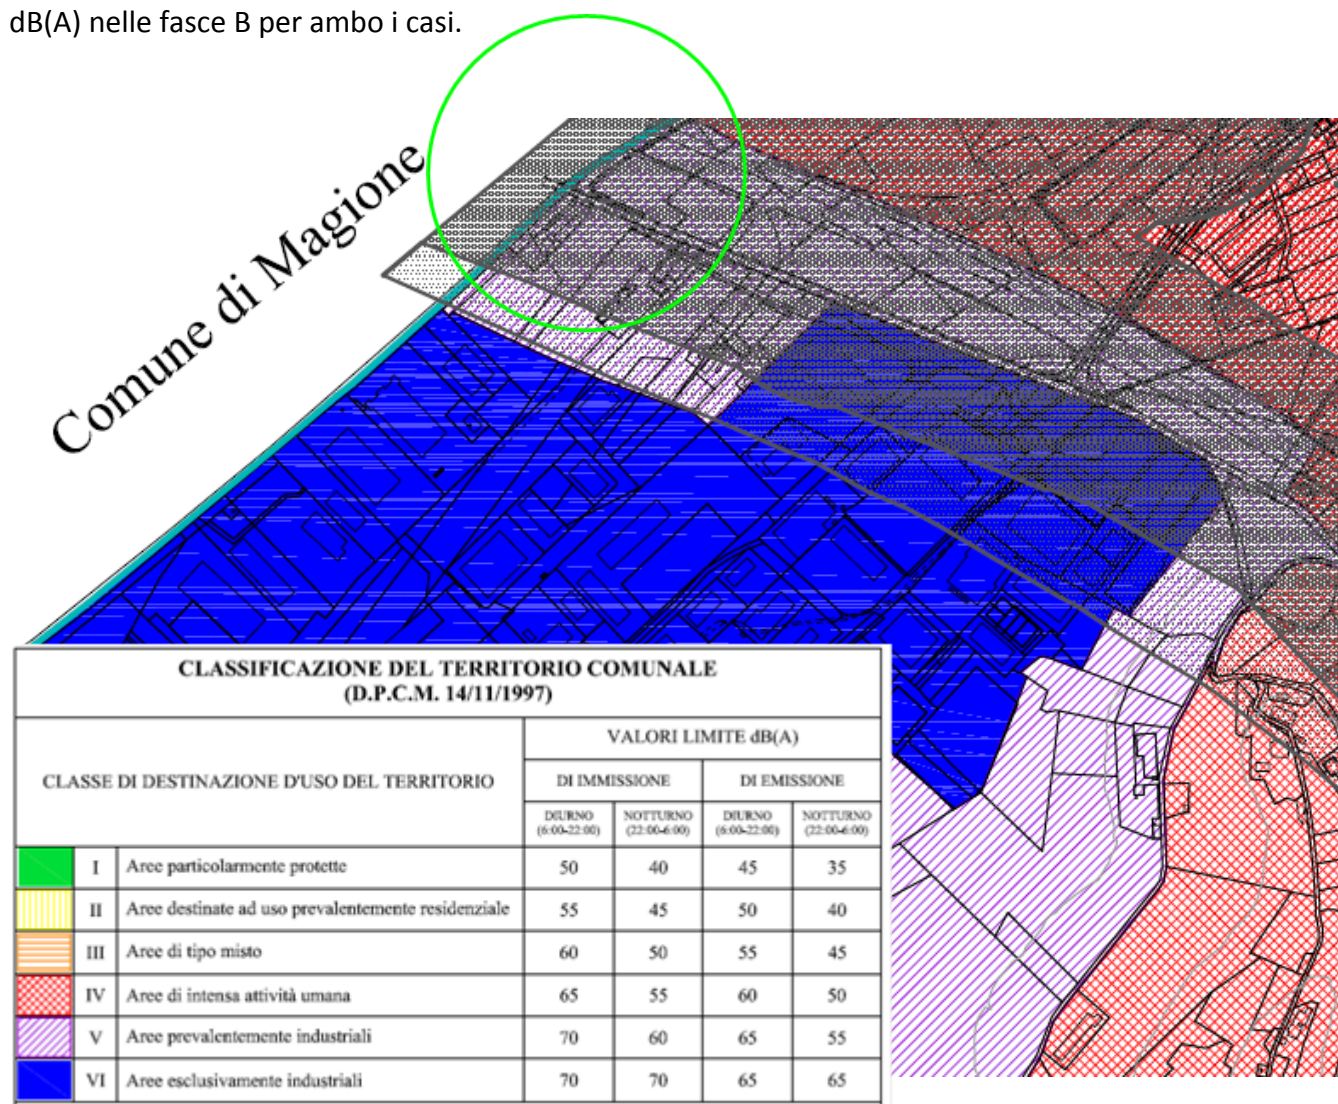 dB(A) nelle fasce B per ambo i casi.
Comune di Magione
CLASSIFICAZIONE DEL TERRITORIO COMUNALE
(D.P.C.M. 14/11/1997)
CLASSE DI DESTINAZIONE D'USO DEL TERRITORIO
VALORI LIMITE dB(A)
DI IMMISSIONE DI EMISSIONE
DIURNO NOTTURNO DIURNO NOTTURNO
(6:00-22:00) (22:00-6:00) (6:00-22:00) (22:00-6:00)
I Aree particolarmente protette 50 40 45 35
II Aree destinate ad uso prevalentemente residenziale 55 45 50 40
III Aree di tipo misto 60 50 55 45
IV Aree di intensa attività umana 65 55 60 50
V Aree prevalentemente industriali 70 60 65 55
VI Aree esclusivamente industriali 70 70 65 65